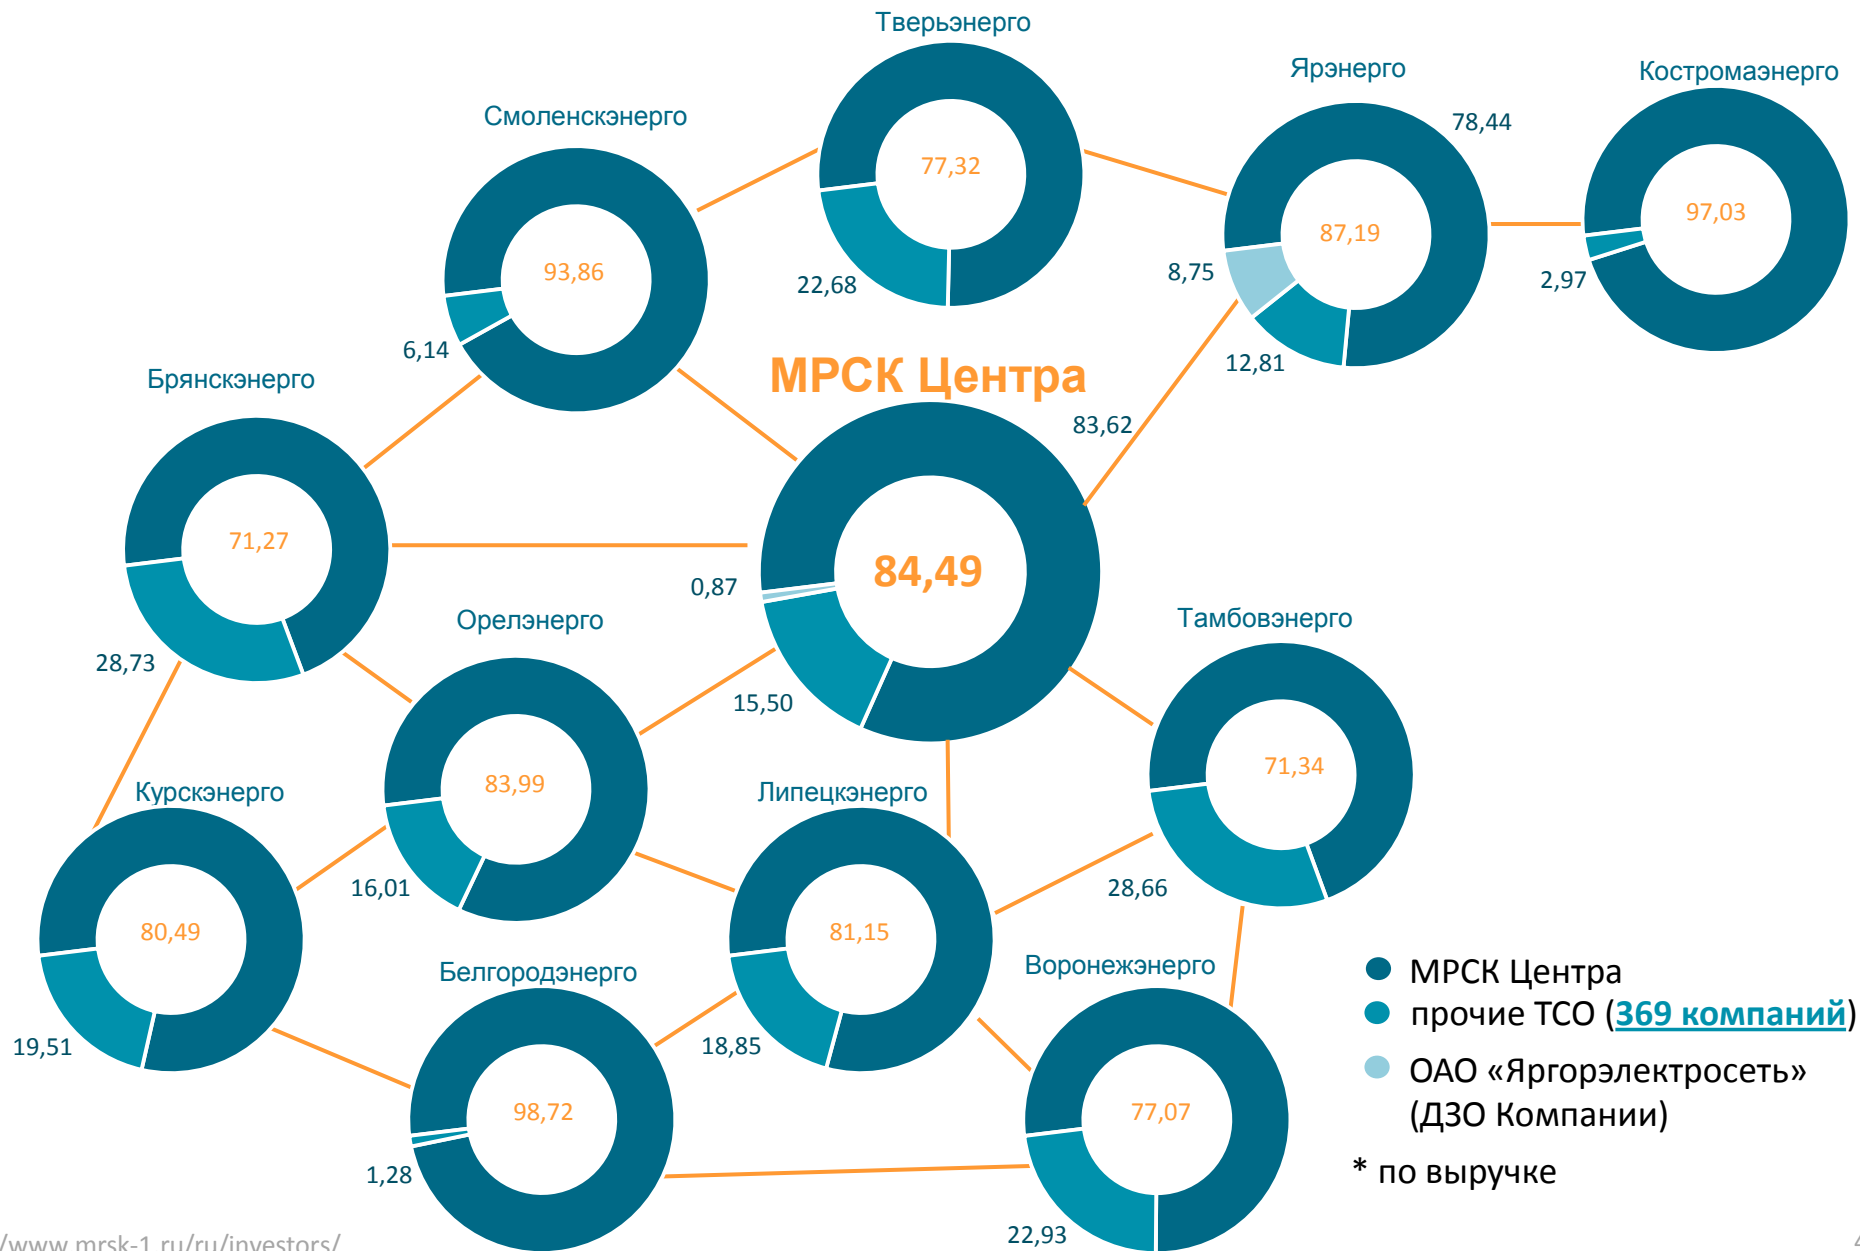 Тверьэнерго
77,32
22,68
Ярэнерго
78,44
87,19
8,75
12,81
Костромаэнерго
97,03
2,97
Смоленскэнерго
93,86
6,14
МРСК Центра
83,62
84,49
0,87
15,50
Брянскэнерго
71,27
28,73
Орелэнерго
83,99
16,01
Тамбовэнерго
71,34
28,66
Курскэнерго
80,49
19,51
Липецкэнерго
81,15
18,85
Белгородэнерго
98,72
1,28
Воронежэнерго
77,07
22,93
МРСК Центра
прочие ТСО (369 компаний)
ОАО «Яргорэлектросеть»
(ДЗО Компании)
* по выручке
/www.mrsk-1.ru/ru/investors/
4